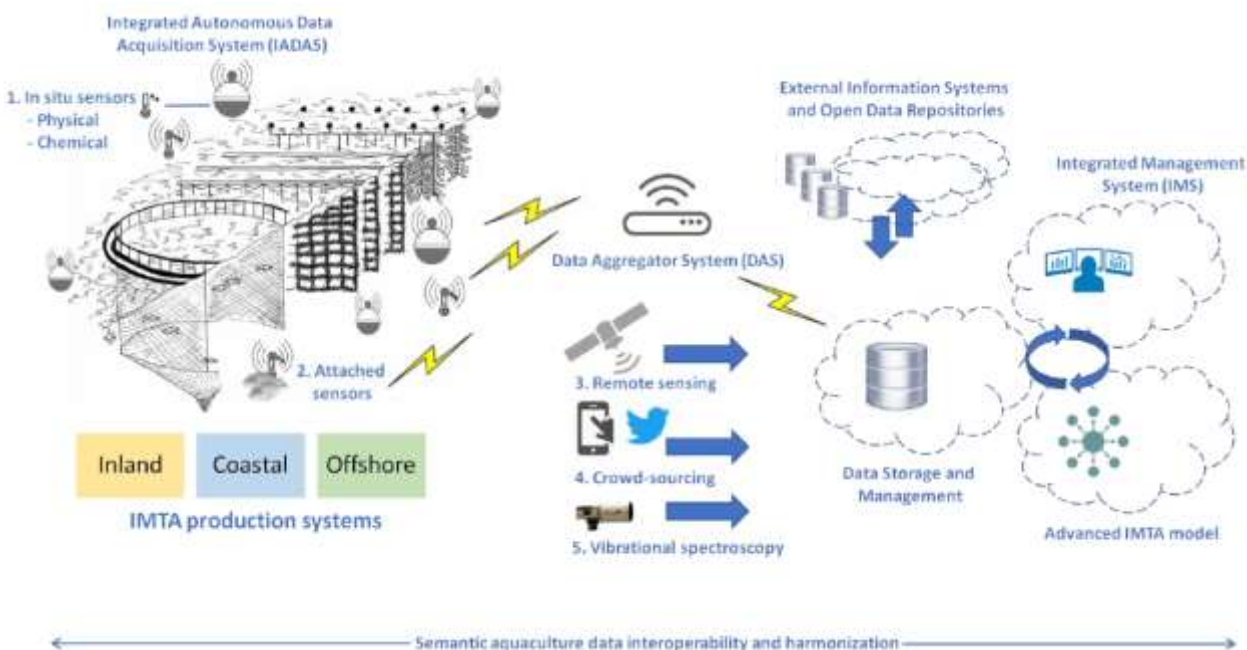 Integrated Autonomous Data
Acquisition System (IADAS)
1. In situ sensors
- Physical
- Chemical
External Information Systems
and Open Data Repositories
Integrated Management
System (IMS)
Data Aggregator System (DAS)
2. Attached
sensors
3. Remote sensing
Inland
Coastal
Offshore
4. Crowd-sourcing
Data Storage and
Management
IMTA production systems
5. Vibrational spectroscopy
Advanced IMTA model
Semantic aquaculture data interoperability and harmonization